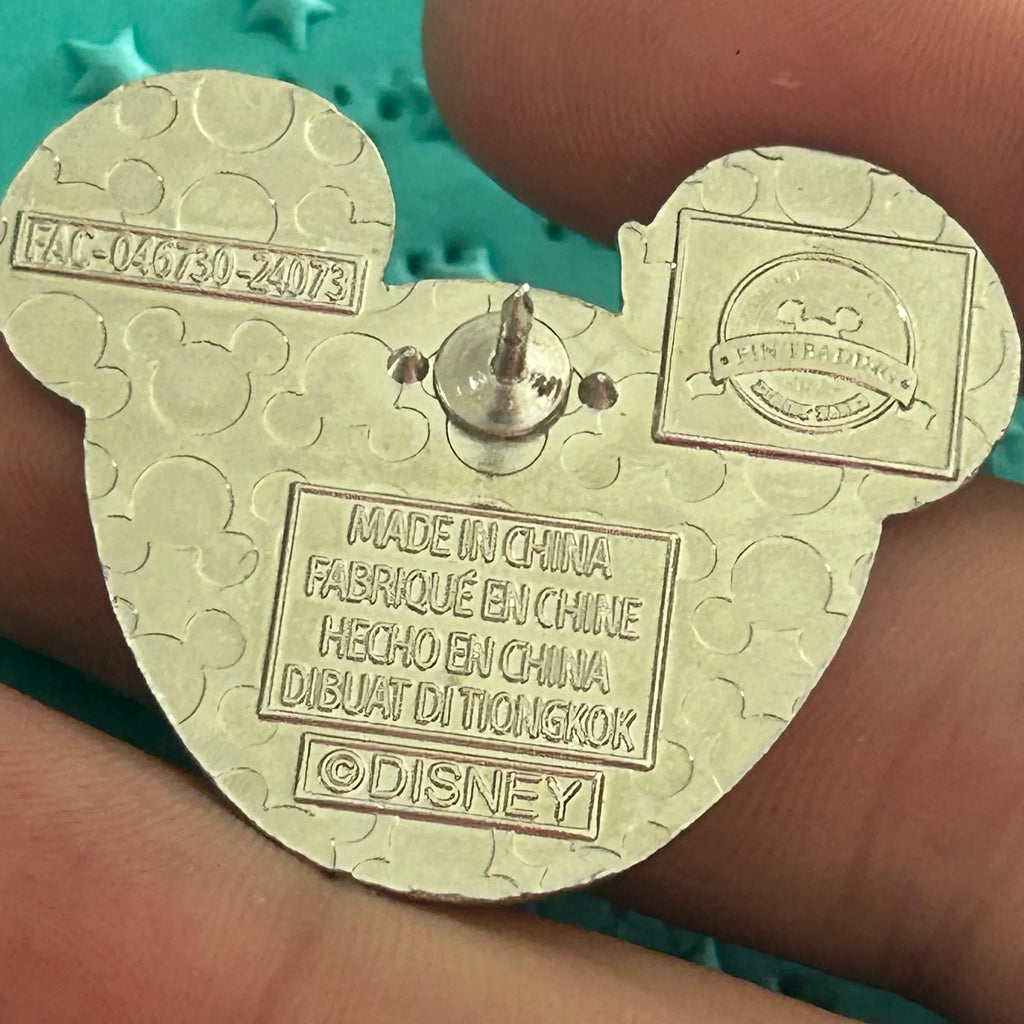 FAC-046730-24073
PIN TRADING
MADE IN CHINA
FABRIQUÉ EN CHINE
HECHO EN CHINA
DIBUAT DI TIONGKOK
©DISNEY